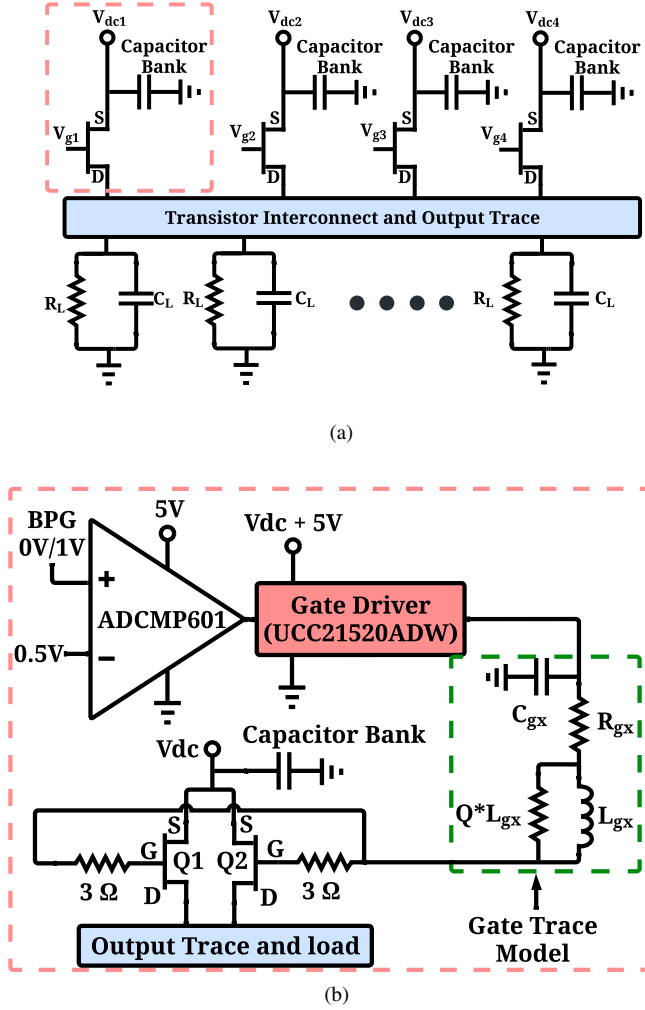 Vdc1
Vdc2
Vdc3
Vdc4
Capacitor
Bank
Capacitor
Bank
Capacitor
Bank
Capacitor
Bank
S
S
S
S
Vg1
Vg2
Vg3
Vg4
D
D
D
D
Transistor Interconnect and Output Trace
RL
CL
RL
CL
RL
CL
(a)
5V
BPG
0V/1V
Vdc + 5V
+
ADCMP601
Gate Driver
(UCC21520ADW)
0.5V
−
Cgx
Rgx
Capacitor Bank
Vdc
Q*Lgx
Lgx
S
S
G
Q1
Q2
G
3 Ω
3 Ω
D
D
Gate Trace
Model
Output Trace and load
(b)